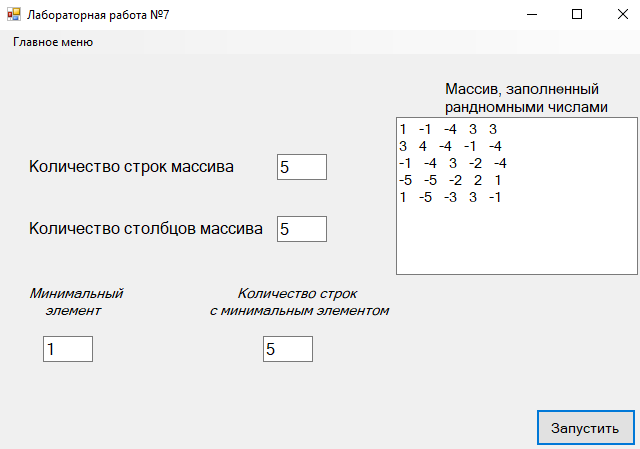 Лабораторная работа №7
Главное меню
Массив, заполненный
рандномными числами
1 -1 -4 3 3
3 4 -4 -1 -4
-1 -4 3 -2 -4
-5 -5 -2 2 1
1 -5 -3 3 -1
Количество строк массива
5
Количество столбцов массива
5
Минимальный
элемент
1
Количество строк
с минимальным элементом
5
Запустить